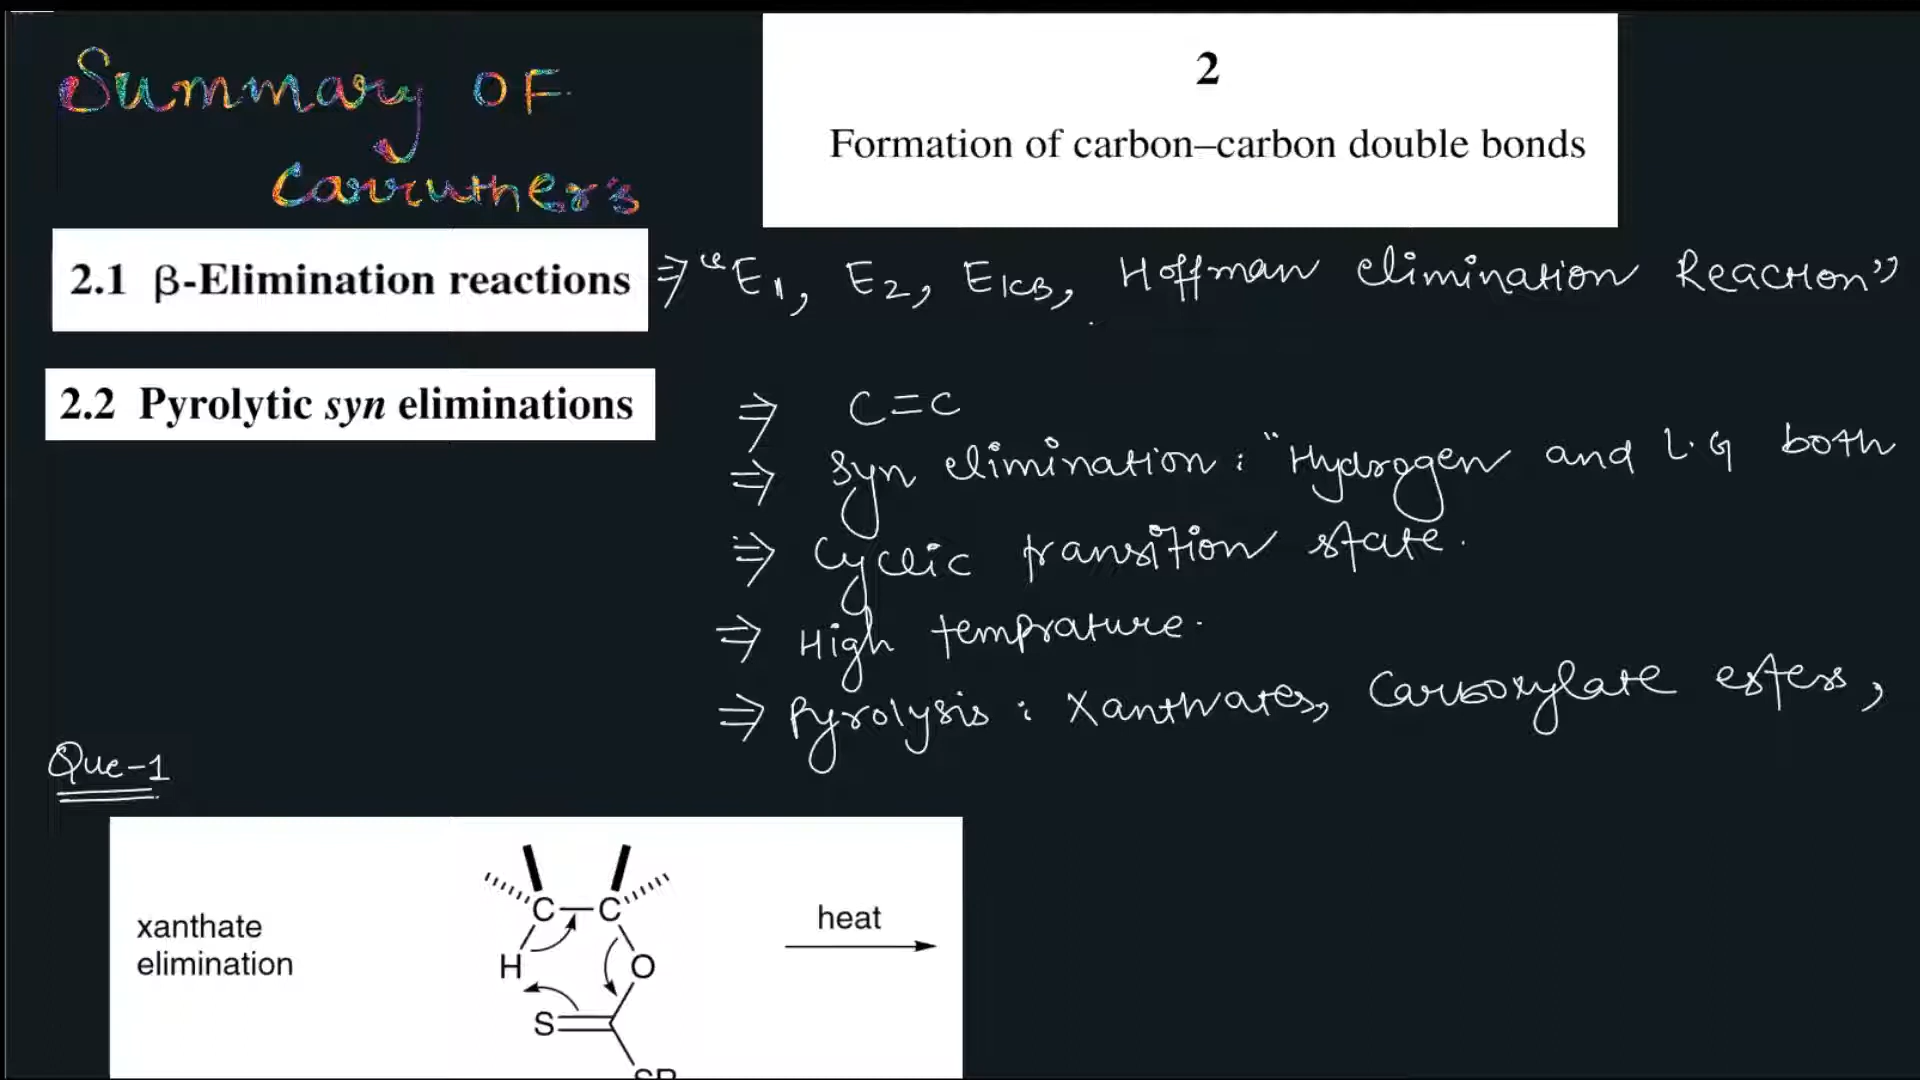 Summary OF
Carruther's
2
Formation of carbon–carbon double bonds
2.1 β-Elimination reactions ⇒ “E1, E2, E1cB, Hoffman elimination Reaction”
2.2 Pyrolytic syn eliminations
⇒ C=C
⇒ Syn elimination : "Hydrogen and L.G both
⇒ Cyclic transition state.
⇒ High temprature.
⇒ Pyrolysis : Xanthates, Carboxylate esters,
Que-1
xanthate
elimination
C–C
H
O
S
heat